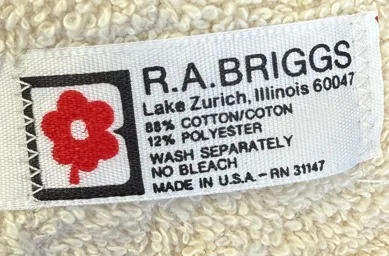 R.A.BRIGGS
Lake Zurich, Illinois 60047
88% COTTON/COTON
12% POLYESTER
WASH SEPARATELY
NO BLEACH
MADE IN U.S.A.-RN 31147